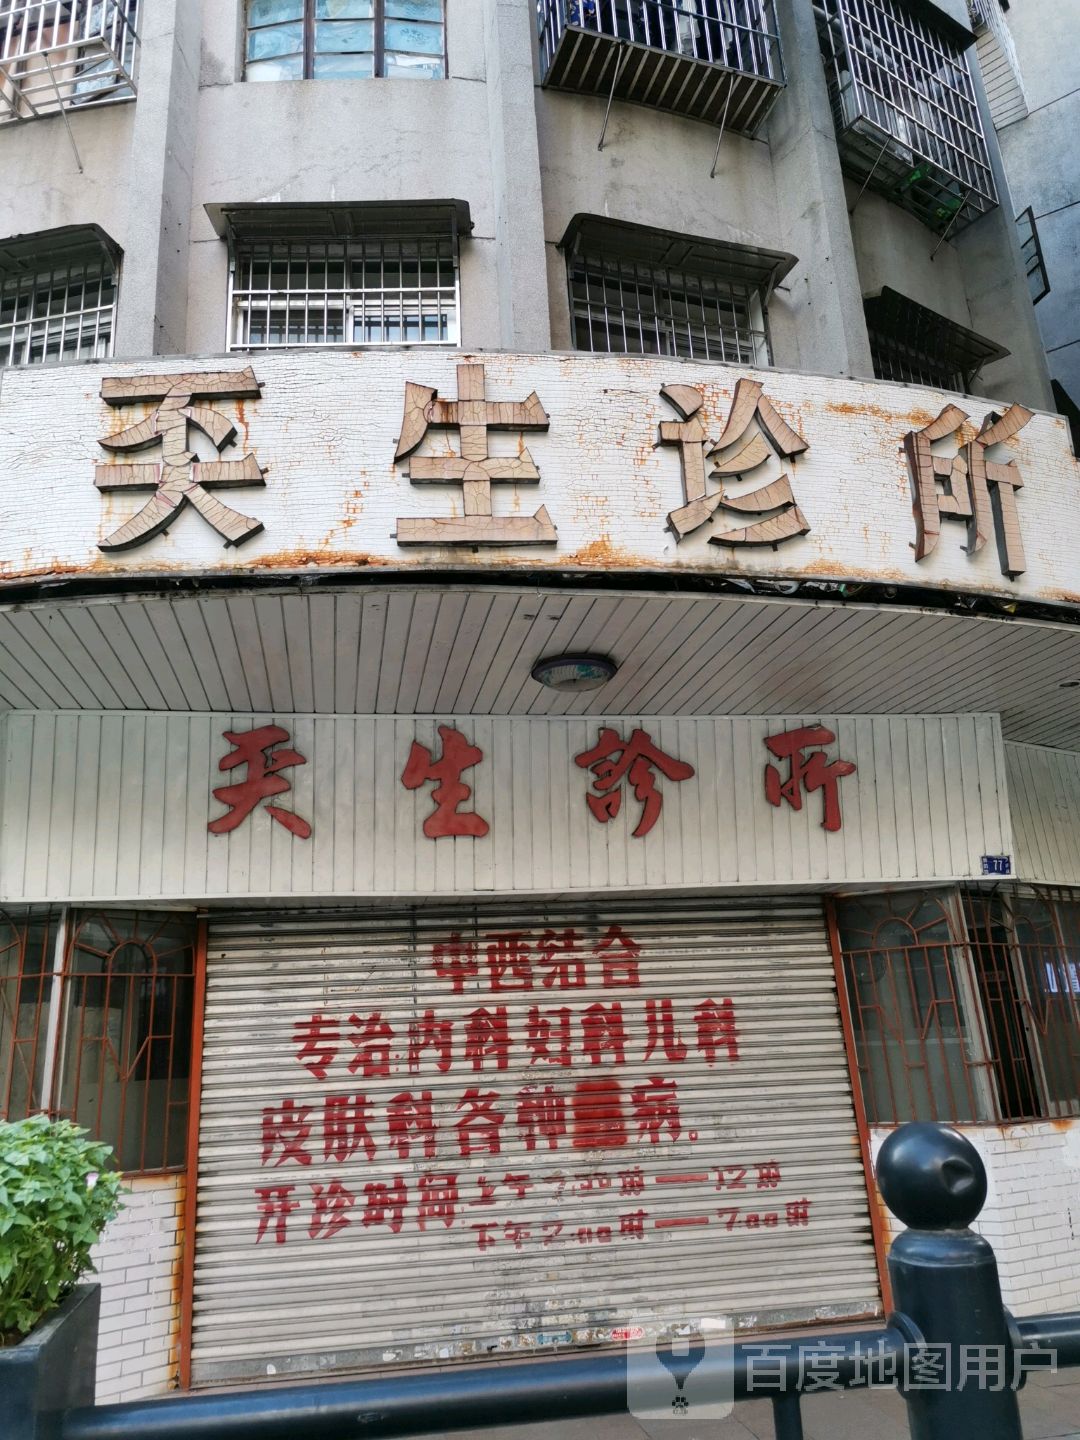 天生诊所
天生診所
77
中西结合
专治内科妇科儿科
皮肤科各种病.
开诊时间 上午7:30时—12时
下午2:00时—7:00时
百度地图用户